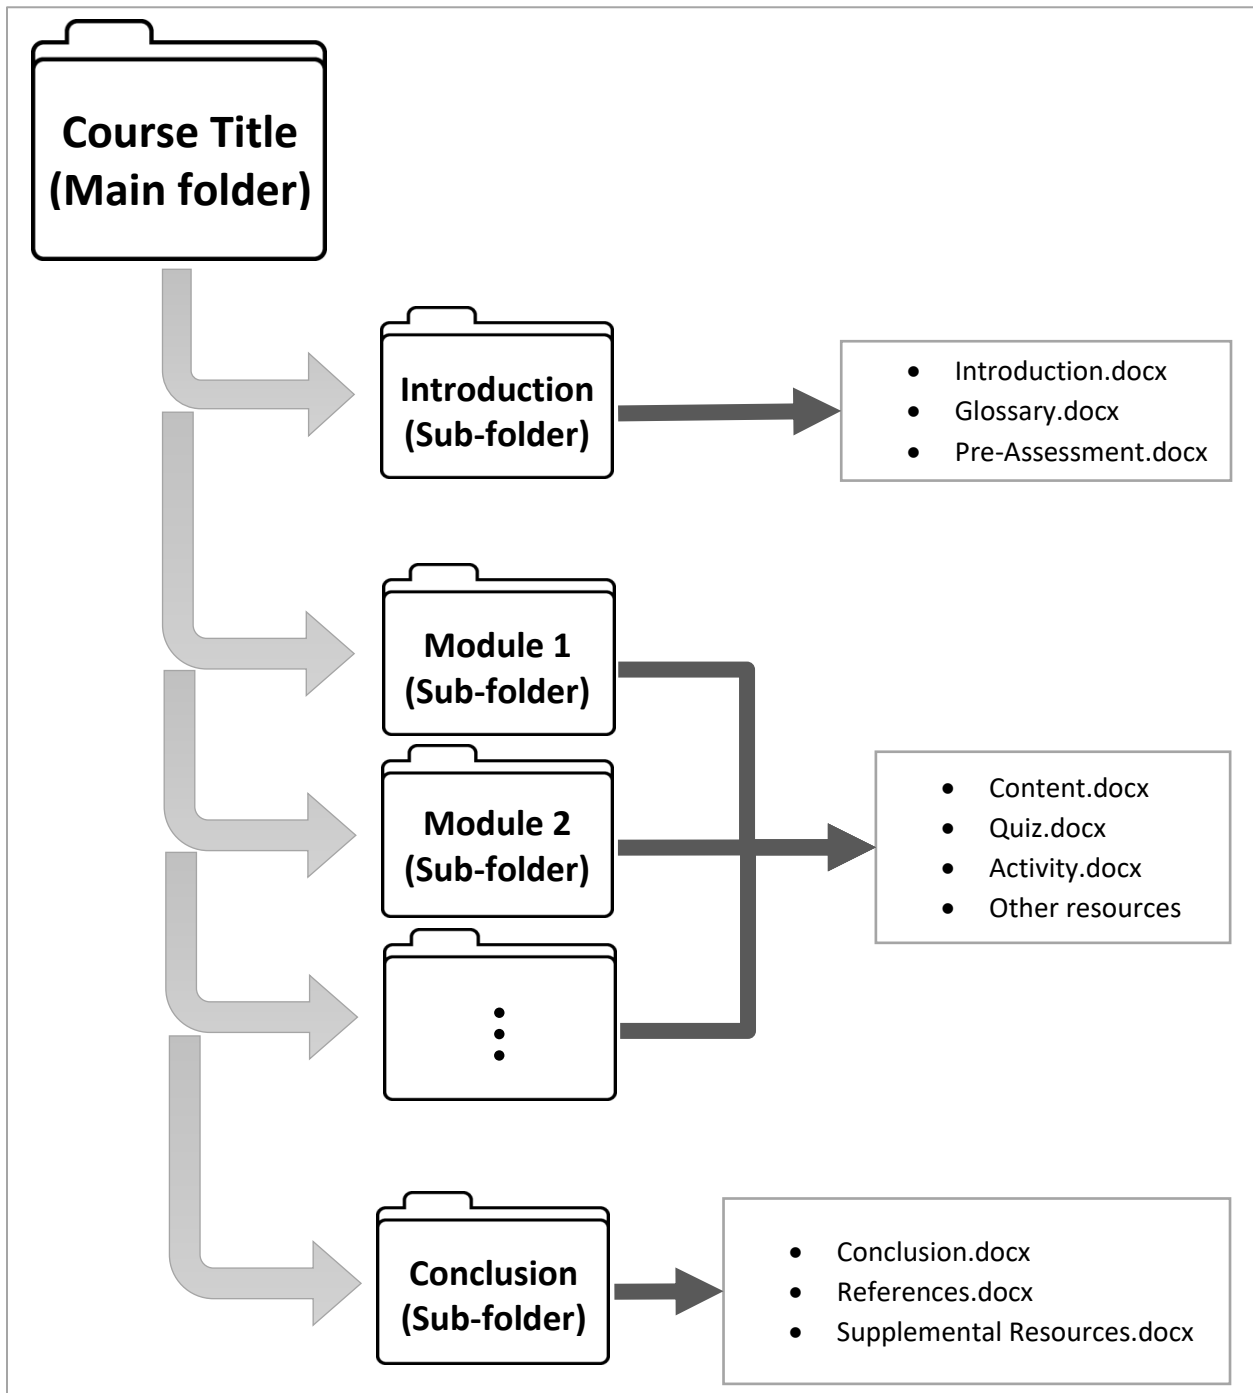 Course Title
(Main folder)
Introduction
(Sub-folder)
• Introduction.docx
• Glossary.docx
• Pre-Assessment.docx
Module 1
(Sub-folder)
Module 2
(Sub-folder)
• Content.docx
• Quiz.docx
• Activity.docx
• Other resources
Conclusion
(Sub-folder)
• Conclusion.docx
• References.docx
• Supplemental Resources.docx